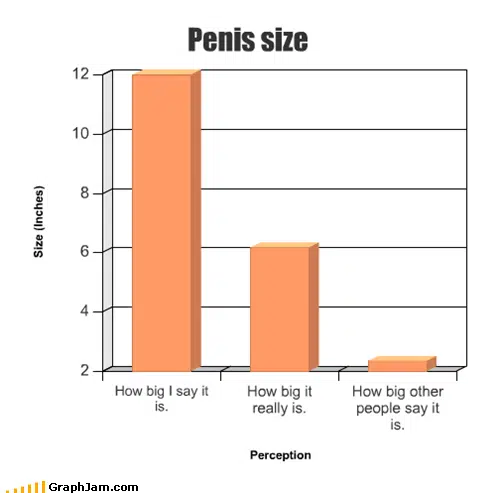 Penis size
12
10
8
6
4
2
Size (Inches)
How big I say it
is.
How big it
really is.
How big other
people say it
is.
Perception
GraphJam.com